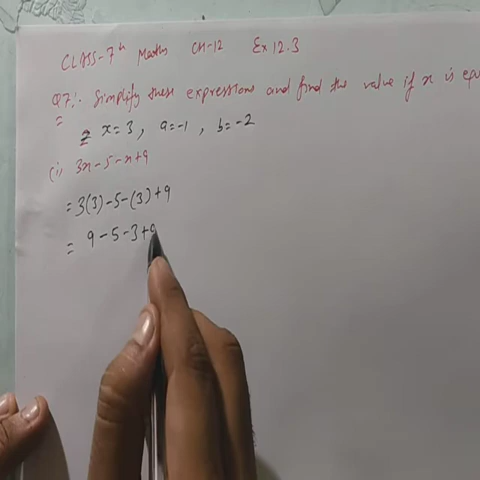 CLASS-7th Maths CH-12 Ex 12.3
Q7:- Simplify these expressions and find the value if x is equ
= x=3, a=-1, b=-2
(i) 3x-5-x+9
= 3(3)-5-(3)+9
= 9-5-3+9